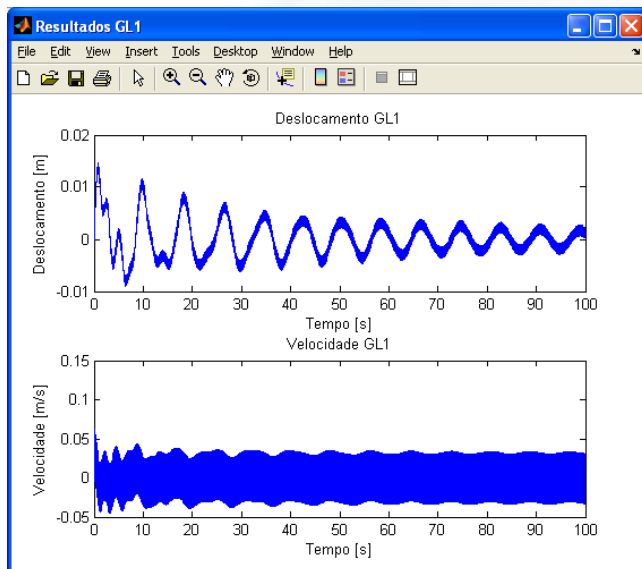 Resultados GL1
File Edit View Insert Tools Desktop Window Help
Deslocamento GL1
0.02
0.01
0
-0.01
Deslocamento [m]
0 10 20 30 40 50 60 70 80 90 100
Tempo [s]
Velocidade GL1
0.15
0.1
0.05
0
-0.05
Velocidade [m/s]
0 10 20 30 40 50 60 70 80 90 100
Tempo [s]